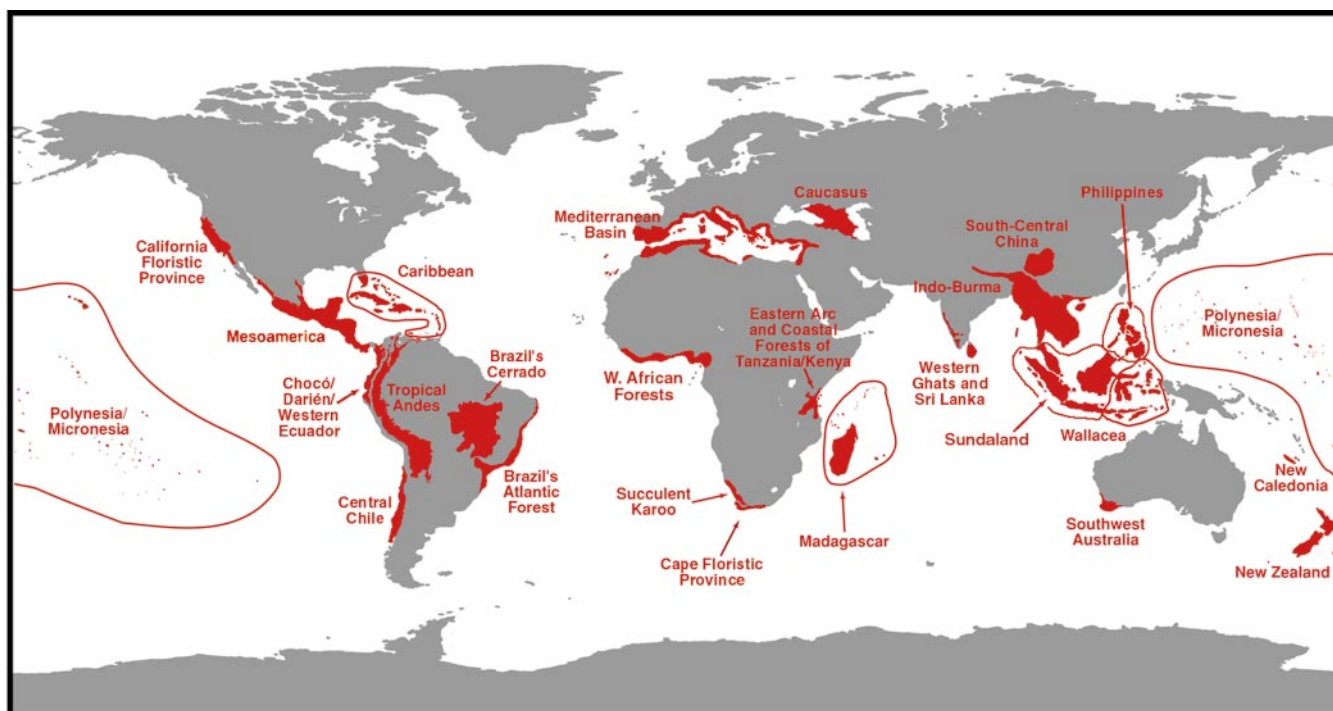 Philippines
Caucasus
Mediterranean
Basin
South-Central
China
California
Floristic
Province
Caribbean
Indo-Burma
Eastern Arc
and Coastal
Forests of
Tanzania/Kenya
Polynesia/
Micronesia
Mesoamerica
Brazil's
Cerrado
W. African
Forests
Western
Ghats and
Sri Lanka
Chocó/
Darién/
Western
Ecuador
Tropical
Andes
Polynesia/
Micronesia
Sundaland
Wallacea
New
Caledonia
Central
Chile
Brazil's
Atlantic
Forest
Succulent
Karoo
Madagascar
Southwest
Australia
Cape Floristic
Province
New Zealand